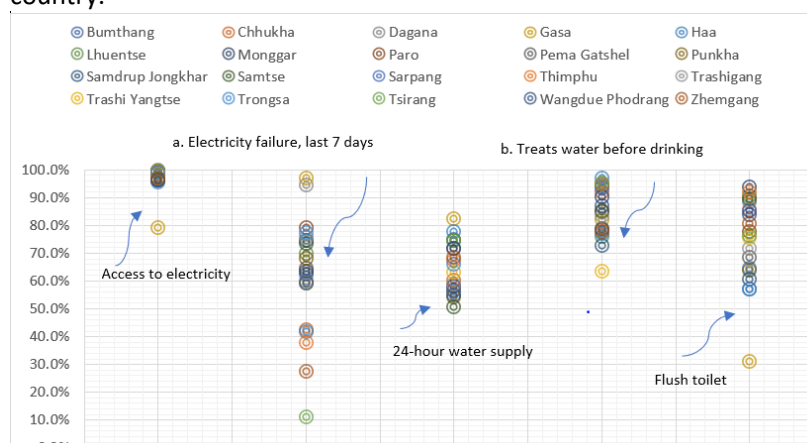 country.
Bumthang Chhukha Dagana Gasa Haa
Lhuentse Monggar Paro Pema Gatshel Punkha
Samdrup Jongkhar Samtse Sarpang Thimphu Trashigang
Trashi Yangtse Trongsa Tsirang Wangdue Phodrang Zhemgang
a. Electricity failure, last 7 days
b. Treats water before drinking
100.0%
90.0%
80.0%
70.0%
60.0%
50.0%
40.0%
30.0%
20.0%
10.0%
Access to electricity
24-hour water supply
Flush toilet